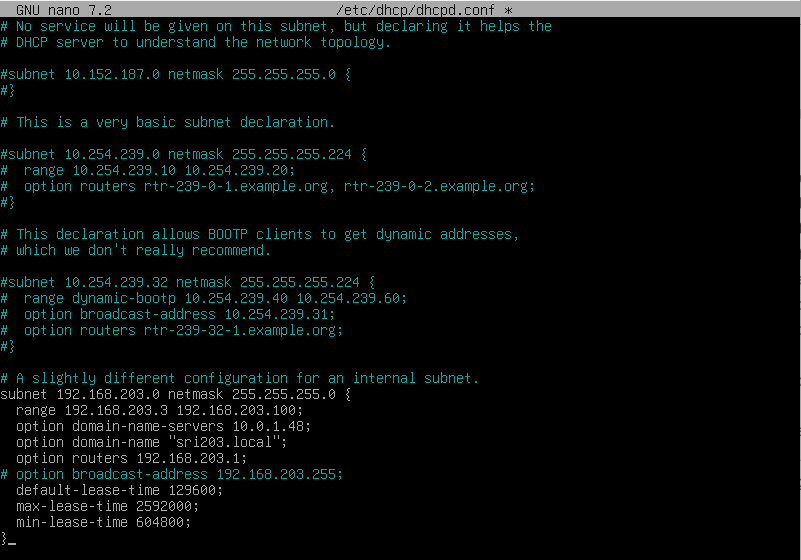 GNU nano 7.2 /etc/dhcp/dhcpd.conf *
# No service will be given on this subnet, but declaring it helps the
# DHCP server to understand the network topology.
#subnet 10.152.187.0 netmask 255.255.255.0 {
#}
# This is a very basic subnet declaration.
#subnet 10.254.239.0 netmask 255.255.255.224 {
#  range 10.254.239.10 10.254.239.20;
#  option routers rtr-239-0-1.example.org, rtr-239-0-2.example.org;
#}
# This declaration allows BOOTP clients to get dynamic addresses,
# which we don't really recommend.
#subnet 10.254.239.32 netmask 255.255.255.224 {
#  range dynamic-bootp 10.254.239.40 10.254.239.60;
#  option broadcast-address 10.254.239.31;
#  option routers rtr-239-32-1.example.org;
#}
# A slightly different configuration for an internal subnet.
subnet 192.168.203.0 netmask 255.255.255.0 {
  range 192.168.203.3 192.168.203.100;
  option domain-name-servers 10.0.1.48;
  option domain-name "sri203.local";
  option routers 192.168.203.1;
# option broadcast-address 192.168.203.255;
  default-lease-time 129600;
  max-lease-time 2592000;
  min-lease-time 604800;
}_